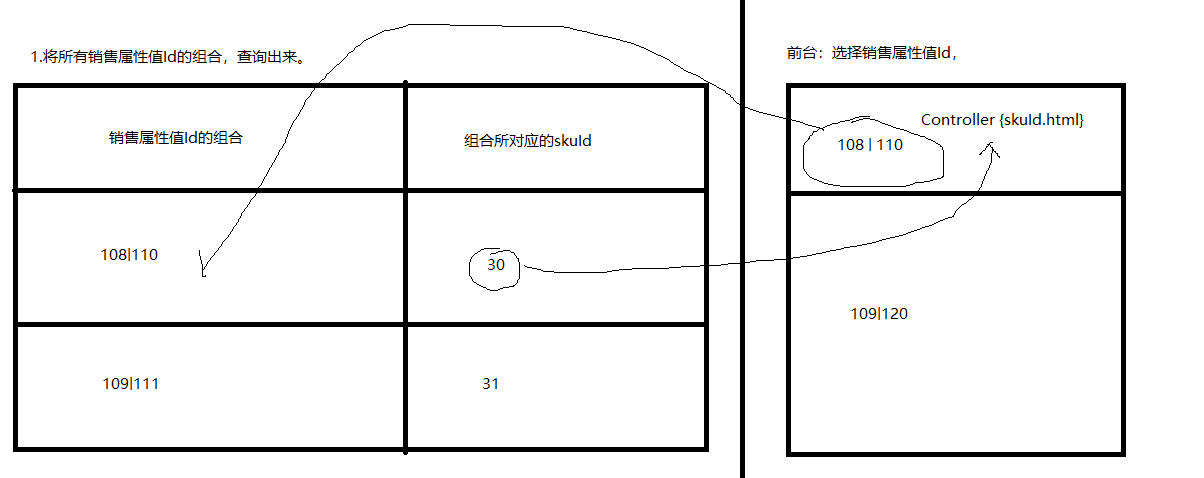 1.将所有销售属性值Id的组合，查询出来。
销售属性值Id的组合
组合所对应的skuId
108|110
30
109|111
31
前台：选择销售属性值Id，
Controller {skuId.html}
108 | 110
109|120